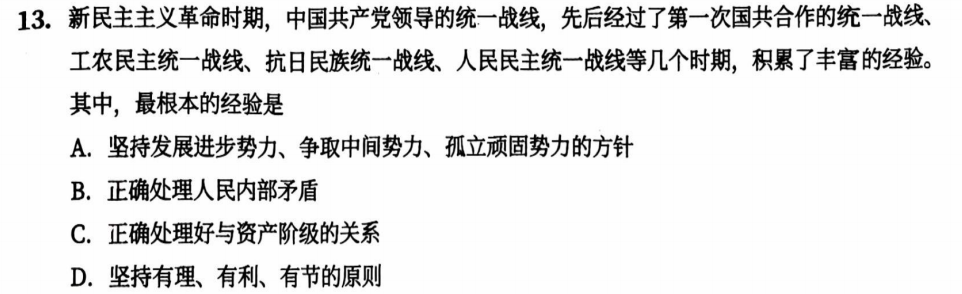 13. 新民主主义革命时期，中国共产党领导的统一战线，先后经过了第一次国共合作的统一战线、
工农民主统一战线、抗日民族统一战线、人民民主统一战线等几个时期，积累了丰富的经验。
其中，最根本的经验是
A. 坚持发展进步势力、争取中间势力、孤立顽固势力的方针
B. 正确处理人民内部矛盾
C. 正确处理好与资产阶级的关系
D. 坚持有理、有利、有节的原则